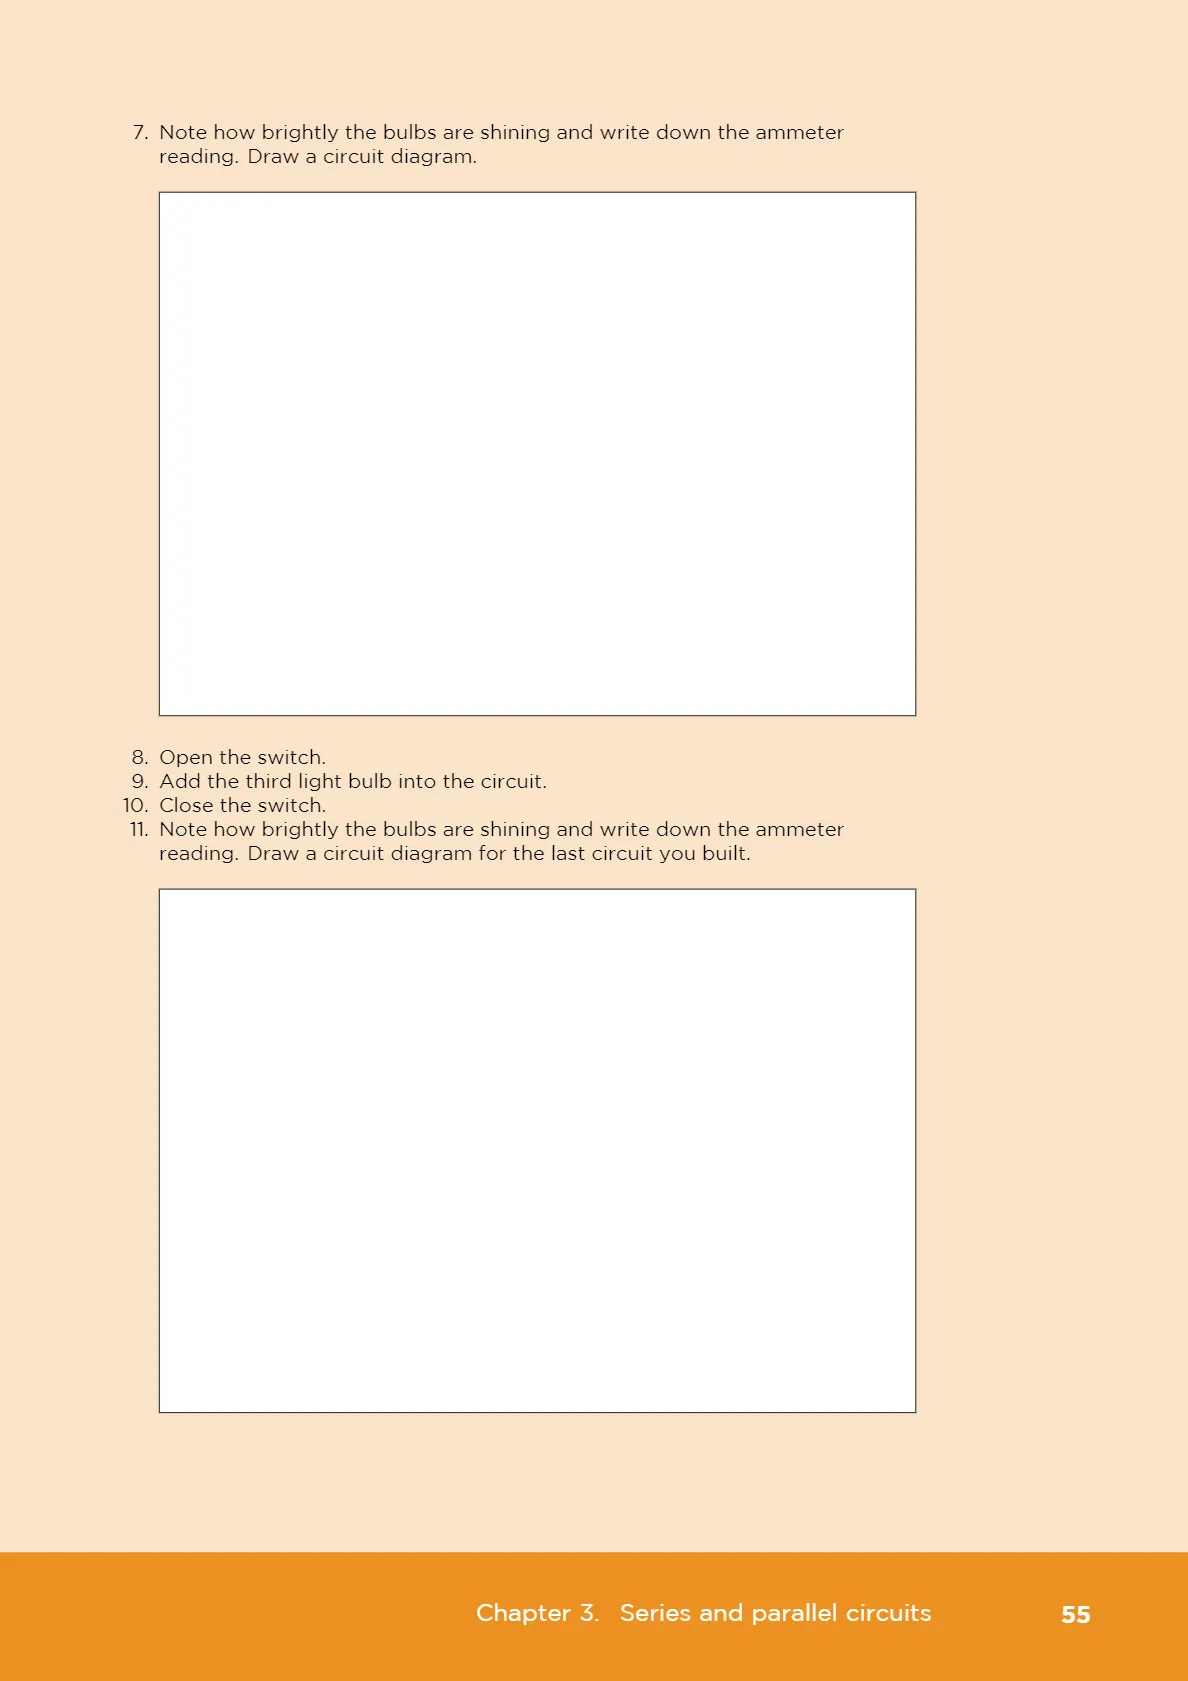 7. Note how brightly the bulbs are shining and write down the ammeter
reading. Draw a circuit diagram.
8. Open the switch.
9. Add the third light bulb into the circuit.
10. Close the switch.
11. Note how brightly the bulbs are shining and write down the ammeter
reading. Draw a circuit diagram for the last circuit you built.
Chapter 3. Series and parallel circuits 55